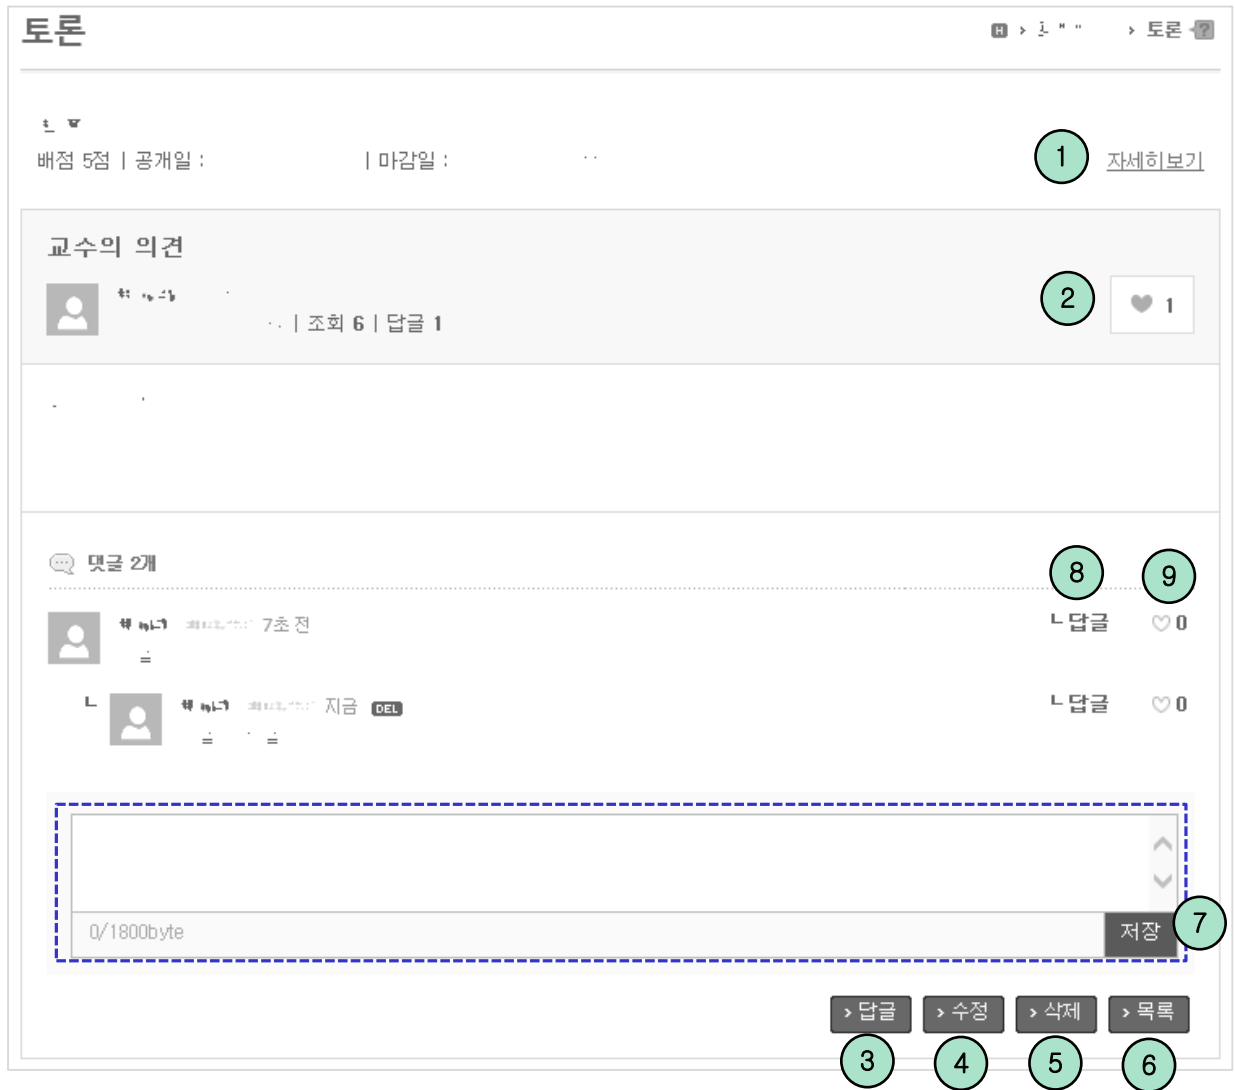 토론
H > > 토론 ?
배점 5점 | 공개일 : | 마감일 :
1
자세히보기
교수의 의견
| 조회 6 | 답글 1
2
1
댓글 2개
8
9
7초 전
ㄴ답글
0
ㄴ
지금 DEL
ㄴ답글
0
0/1800byte
저장
7
> 답글
> 수정
> 삭제
> 목록
3
4
5
6